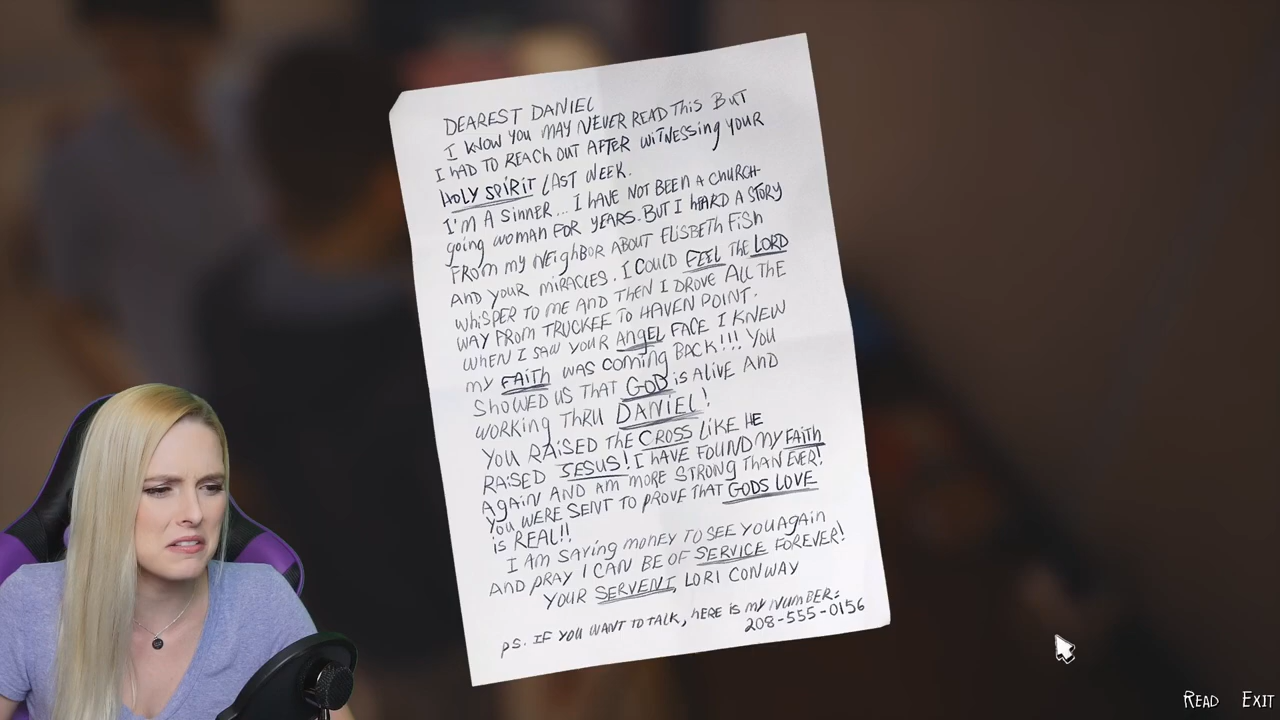 DEAREST DANIEL
I KNOW YOU MAY NEVER READ THIS BUT
I HAD TO REACH OUT AFTER WITNESSING YOUR
HOLY SPIRIT LAST WEEK.
I'M A SINNER... I HAVE NOT BEEN A CHURCH-
going WOMAN FOR YEARS. BUT I HEARD A STORY
FROM MY NEIGHBOR ABOUT ELISBETH FISH
AND YOUR MIRACLES. I COULD FEEL THE LORD
WHISPER TO ME AND THEN I DROVE ALL THE
WAY FROM TRUCKEE TO HAVEN POINT.
WHEN I SAW YOUR ANGEL FACE I KNEW
MY FAITH WAS COMING BACK!!! YOU
SHOWED US THAT GOD IS ALIVE AND
WORKING THRU DANIEL!
YOU RAISED THE CROSS LIKE HE
RAISED JESUS! I HAVE FOUND MY FAITH
AGAIN AND AM MORE STRONG THAN EVER!
YOU WERE SENT TO PROVE THAT GODS LOVE
is REAL!!
I AM SAVING MONEY TO SEE YOU AGAIN
AND PRAY I CAN BE OF SERVICE FOREVER!
YOUR SERVENT, LORI CONWAY
PS. IF YOU WANT TO TALK, HERE IS MY NUMBER:
208-555-0156
READ EXIT